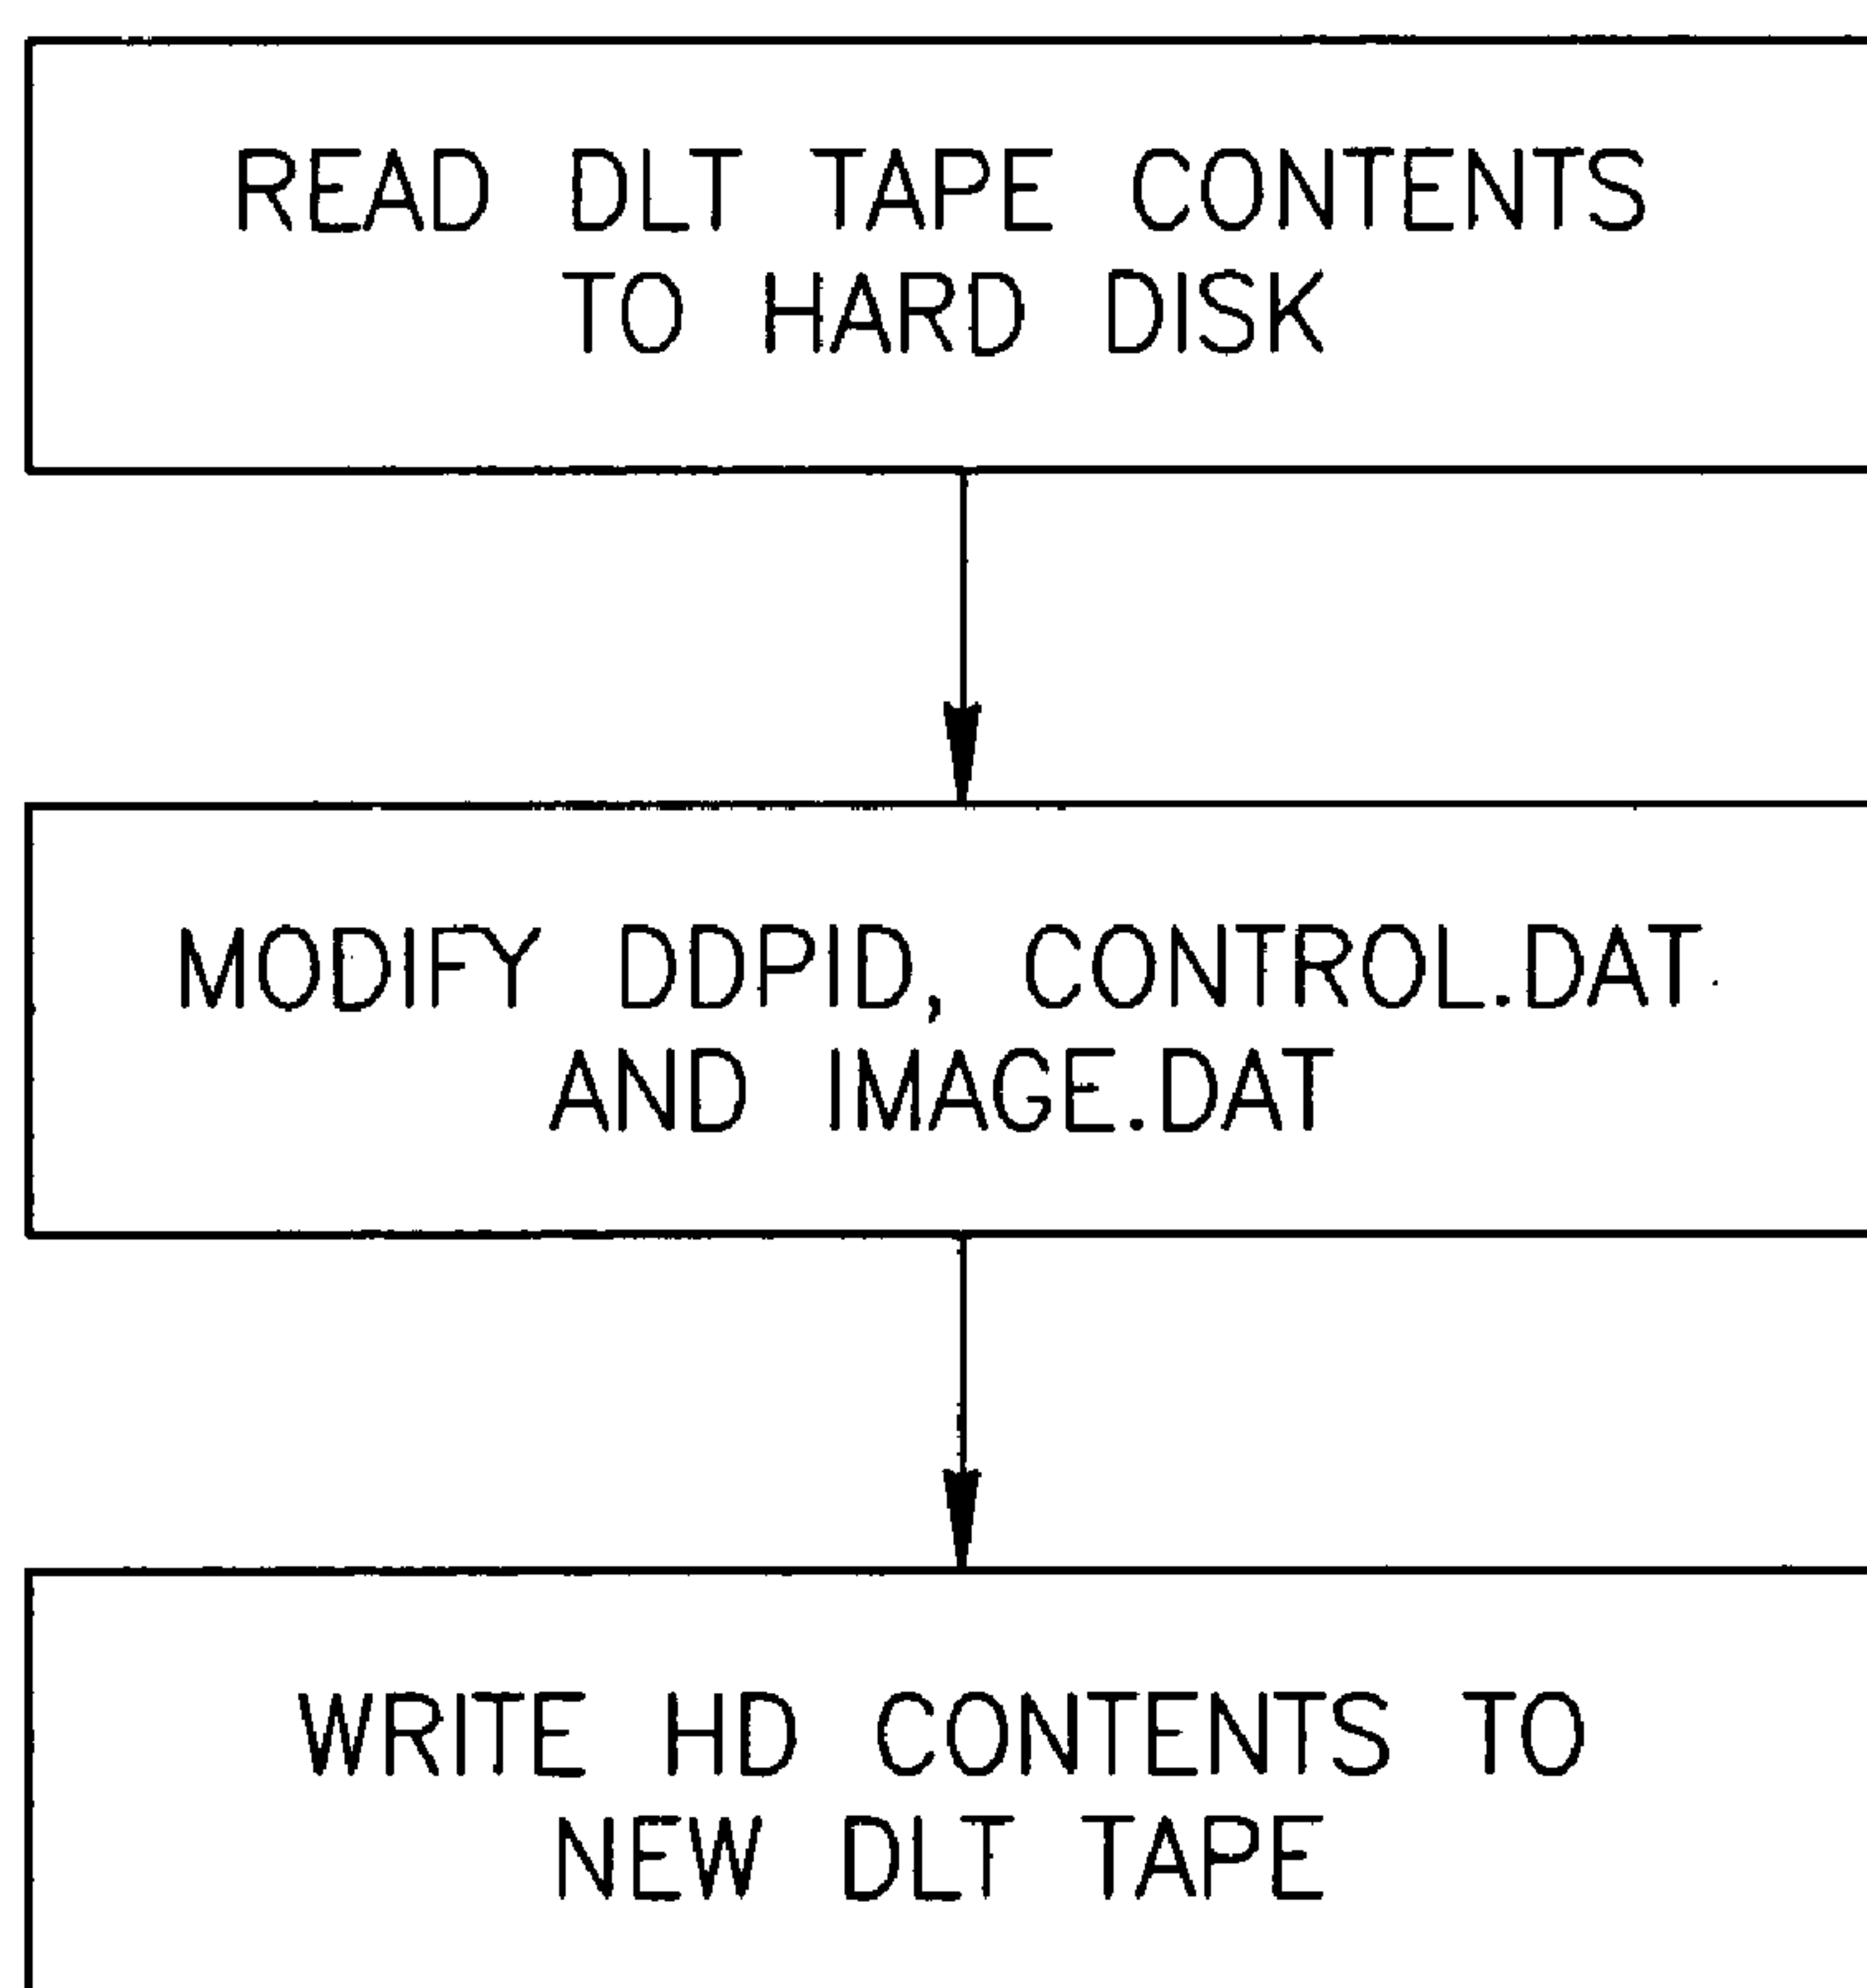 READ DLT TAPE CONTENTS
TO HARD DISK
MODIFY DDPID, CONTROL.DAT
AND IMAGE.DAT
WRITE HD CONTENTS TO
NEW DLT TAPE